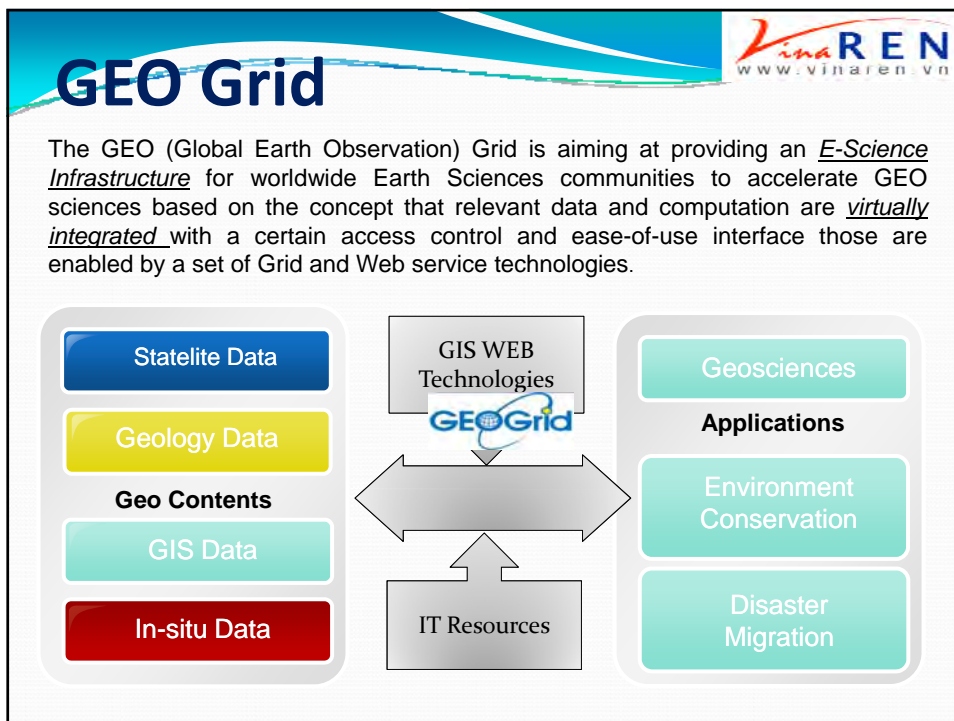 VinaREN
www.vinaren.vn
GEO Grid
The GEO (Global Earth Observation) Grid is aiming at providing an E-Science
Infrastructure for worldwide Earth Sciences communities to accelerate GEO
sciences based on the concept that relevant data and computation are virtually
integrated with a certain access control and ease-of-use interface those are
enabled by a set of Grid and Web service technologies.
Statelite Data
Geology Data
Geo Contents
GIS Data
In-situ Data
GIS WEB
Technologies
GEOGrid
IT Resources
Geosciences
Applications
Environment
Conservation
Disaster
Migration